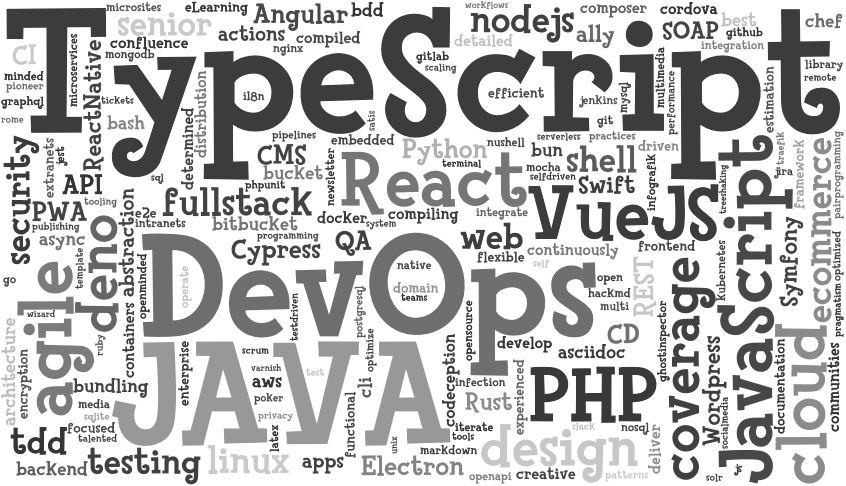 microsites
eLearning
Angular
bdd
workflows
nodejs
composer
cordova
best
chef
TypeScript
senior
actions
compiled
detailed
ally
SOAP
github
CI
confluence
mongodb
nginx
gitlab
scaling
integration
library
remote
minded
pioneer
microservices
ReactNative
graphql
tickets
rome
bash
determined
distribution
il8n
satis
efficient
jenkins
git
mysql
multimedia
performance
estimation
pipelines
embedded
nushell
serverless
practices
driven
traefik
security
extranets
jest
CMS
bucket
Python
terminal
bun
mocha
selfdriven
shell
Swift
infografik
treeshaking
jira
framework
pairprogramming
API
sql
phpunit
newsletter
React
PWA
tooling
publishing
fullstack
docker
system
compiling
integrate
VueJS
e2e
intranets
bitbucket
programming
async
deno
containers
abstraction
openminded
Cypress
QA
web
flexible
continuously
self
frontend
kubernetes
JavaScript
Symfony
ecommerce
pragmatism
optimized
go
agile
template
wizard
ruby
DevOps
operate
testdriven
postgresql
native
domain
teams
opensource
open
hacKmd
multi
REST
coverage
ghostinspector
develop
CD
asciidoc
architecture
encryption
JAVA
enterprise
scrum
varnish
aws
poker
privacy
test
optimize
cli
functional
latex
unix
codeception
infection
Rust
experienced
PHP
nosql
slack
Wordpress
socialmedia
documentation
cloud
communities
bundling
media
sqlite
focused
talented
tdd
backend
testing
linux
apps
Electron
iterate
tools
markdown
openapi
design
creative
patterns
deliver
solr
js